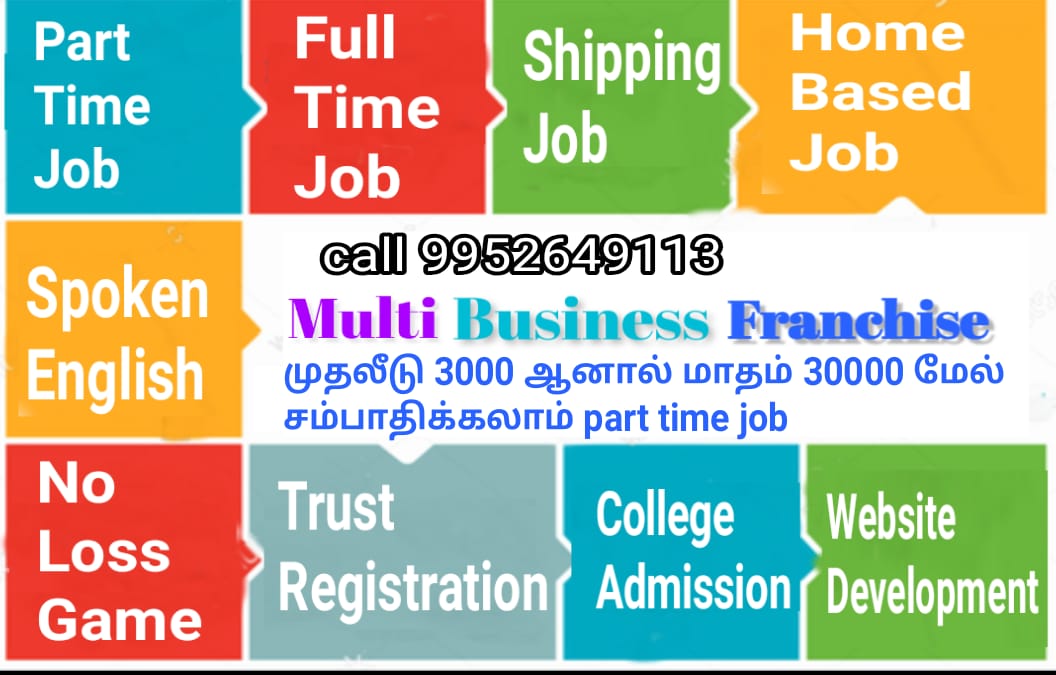 Part
Time
Job
Full
Time
Job
Shipping
Job
Home
Based
Job
Spoken
English
call 9952649113
Multi Business Franchise
முதலீடு 3000 ஆனால் மாதம் 30000 மேல்
சம்பாதிக்கலாம் part time job
No
Loss
Game
Trust
Registration
College
Admission
Website
Development